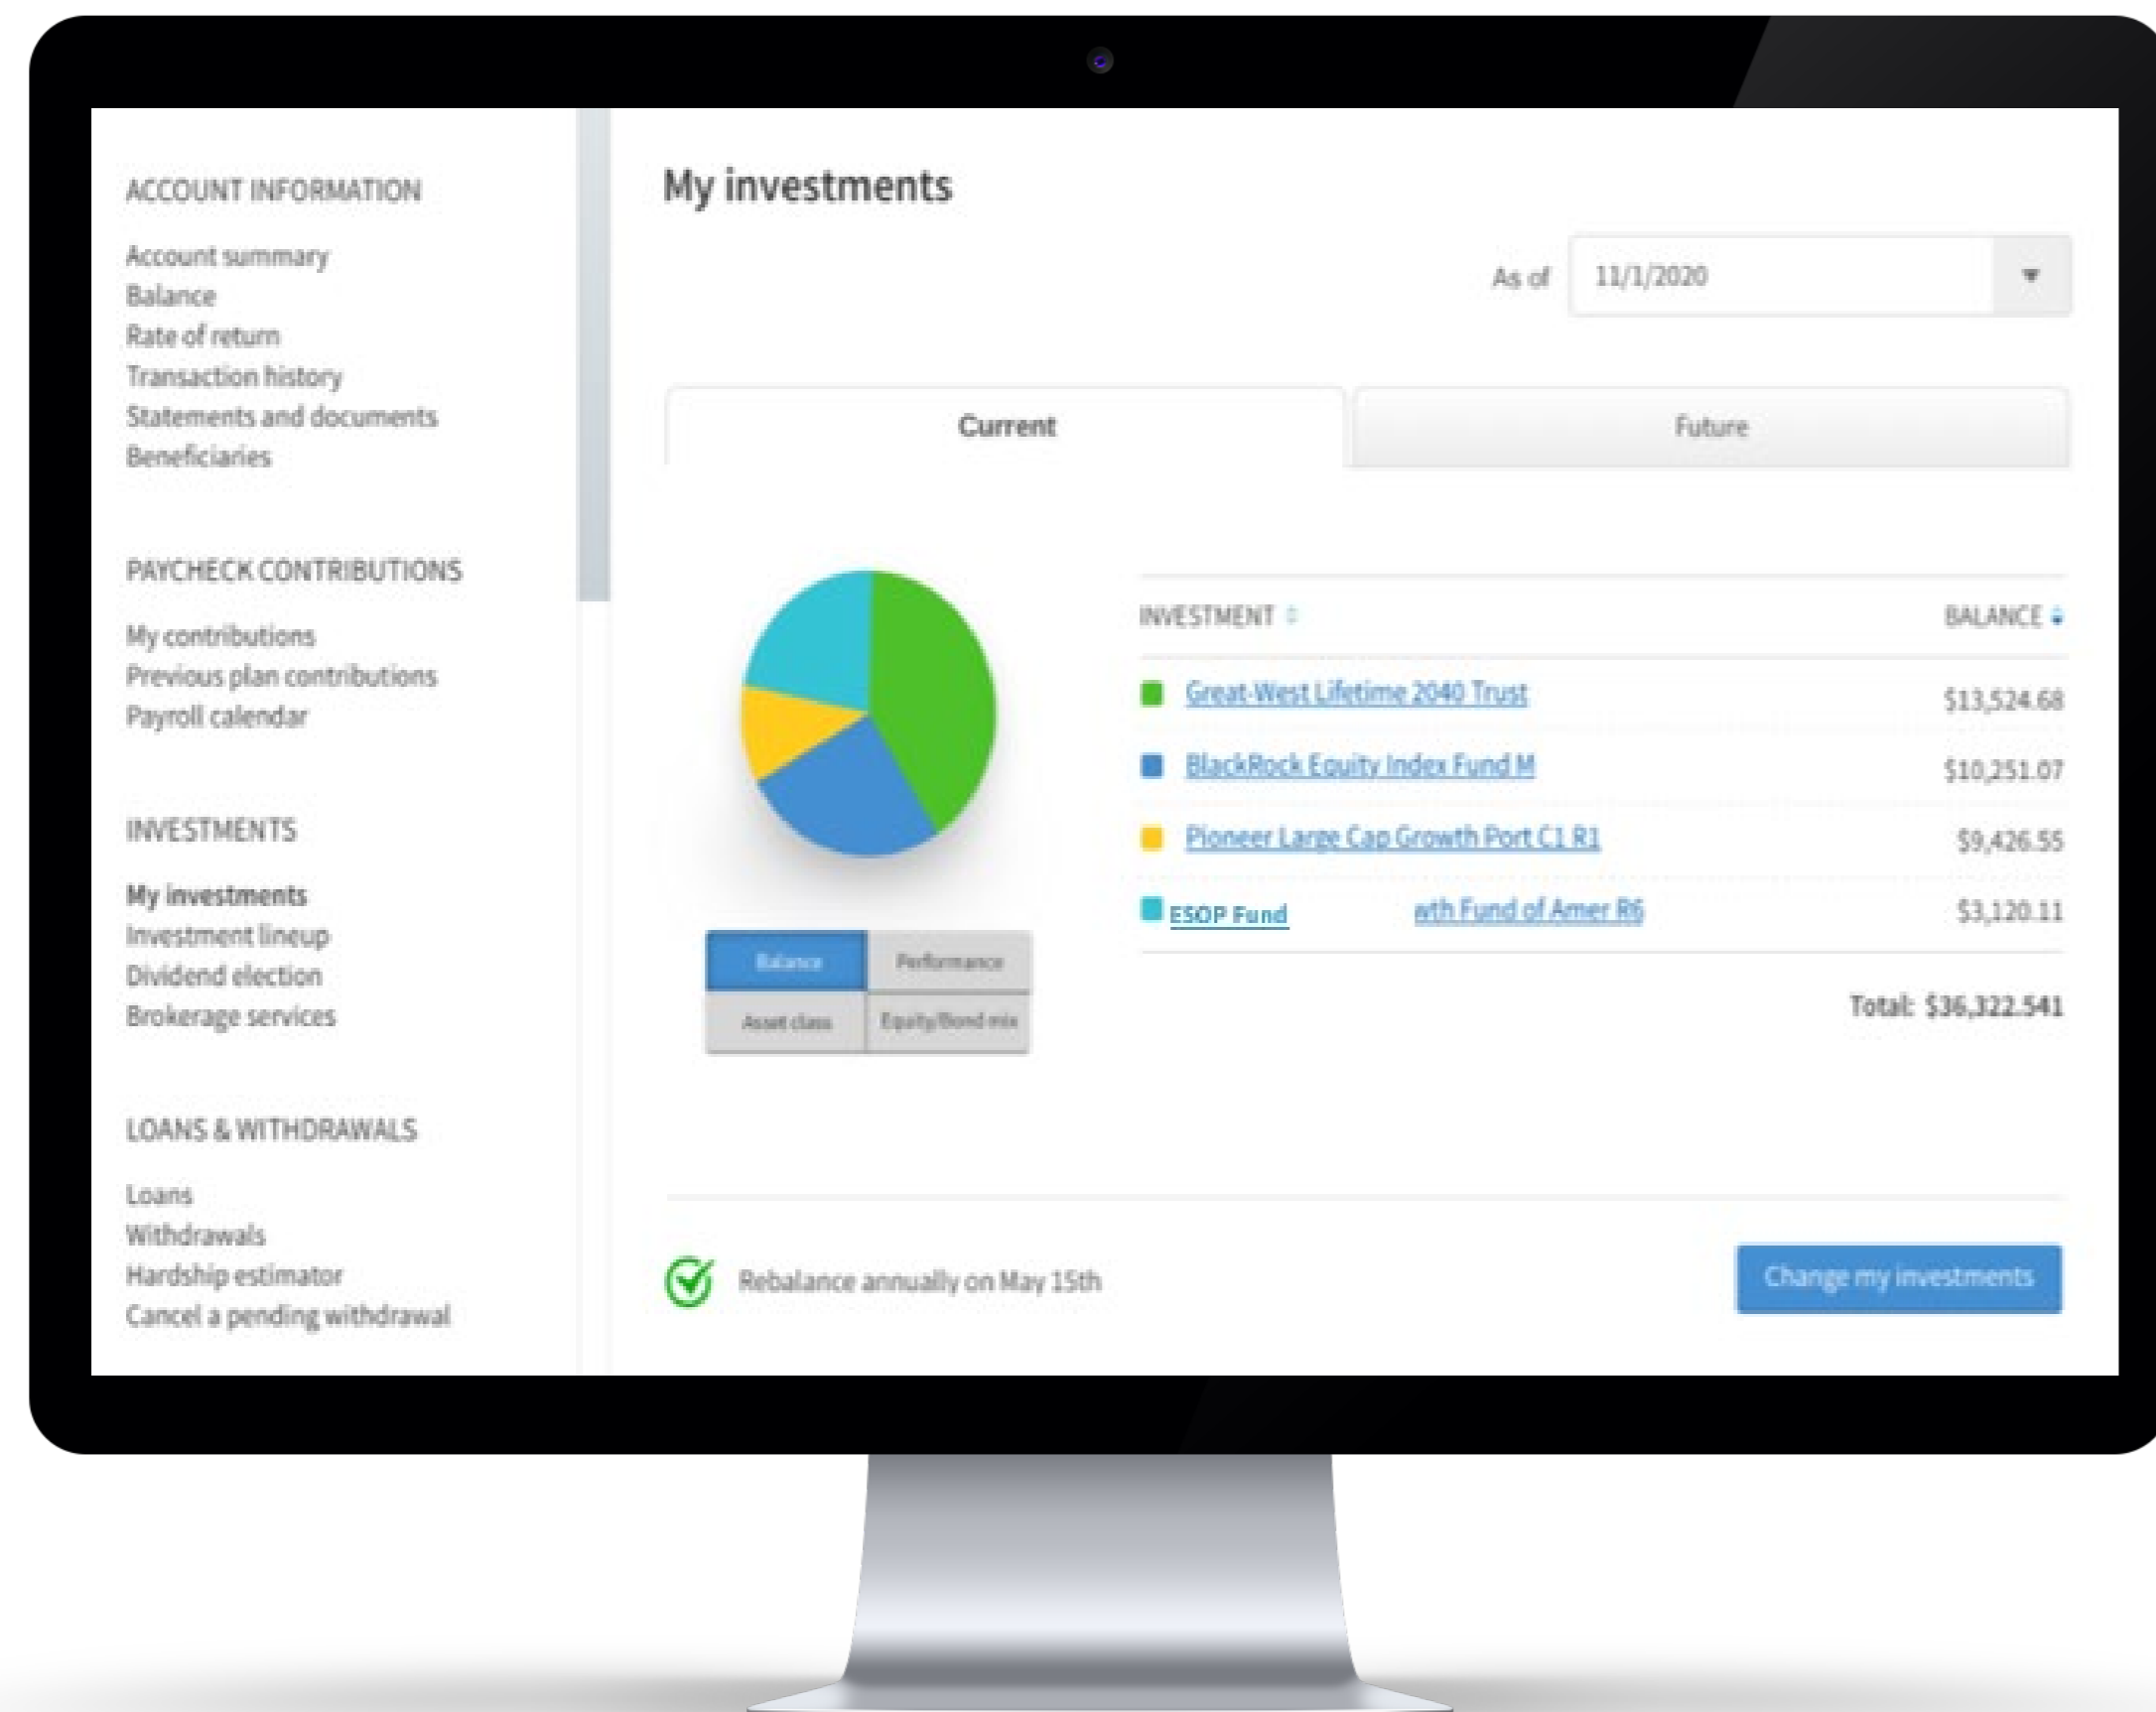 ACCOUNT INFORMATION
Account summary
Balance
Rate of return
Transaction history
Statements and documents
Beneficiaries
PAYCHECK CONTRIBUTIONS
My contributions
Previous plan contributions
Payroll calendar
INVESTMENTS
My investments
Investment lineup
Dividend election
Brokerage services
LOANS & WITHDRAWALS
Loans
Withdrawals
Hardship estimator
Cancel a pending withdrawal
My investments
As of 11/1/2020
Current Future
INVESTMENT BALANCE
Great-West Lifetime 2040 Trust $13,524.68
BlackRock Equity Index Fund M $10,251.07
Pioneer Large Cap Growth Port C1 R1 $9,426.55
ESOP Fund wth Fund of Amer R6 $3,120.11
Total: $36,322.541
Balance Performance
Asset class Equity/Bond mix
Rebalance annually on May 15th
Change my investments